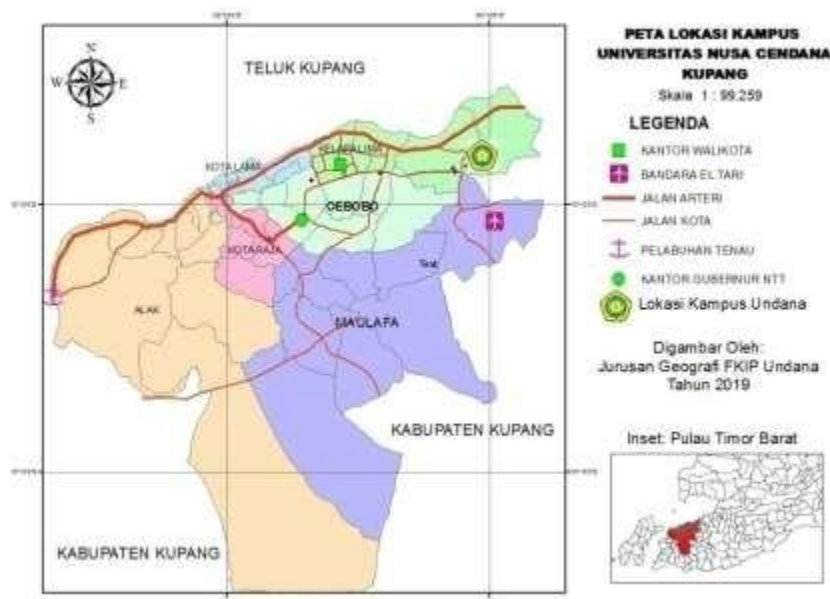 PETA LOKASI KAMPUS
UNIVERSITAS NUSA CENDANA
KUPANG
Skala 1 : 99.259
LEGENDA
KANTOR WALIKOTA
BANDARA EL TARI
JALAN ARTERI
JALAN KOTA
PELABUHAN TENAU
KANTOR GUBERNUR NTT
Lokasi Kampus Undana
Digambar Oleh:
Jurusan Geografi FKIP Undana
Tahun 2019
Inset: Pulau Timor Barat
N
W E
S
TELUK KUPANG
KELAPALIMA
KOTA LAMA
OEBOBO
KOTARAJA
ALAK
MAULAFA
KABUPATEN KUPANG
KABUPATEN KUPANG